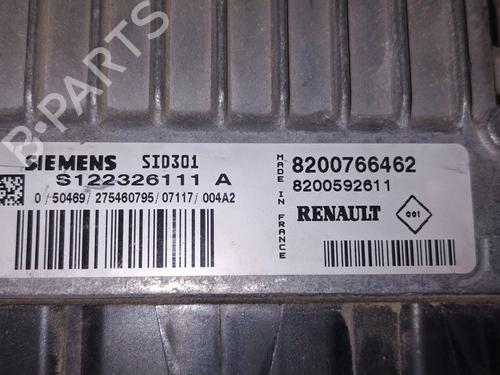 B-PARTS
SIEMENS SID301
S122326111 A
0/50469/275460795/07117/004A2
MADE IN FRANCE
8200766462
8200592611
RENAULT
001